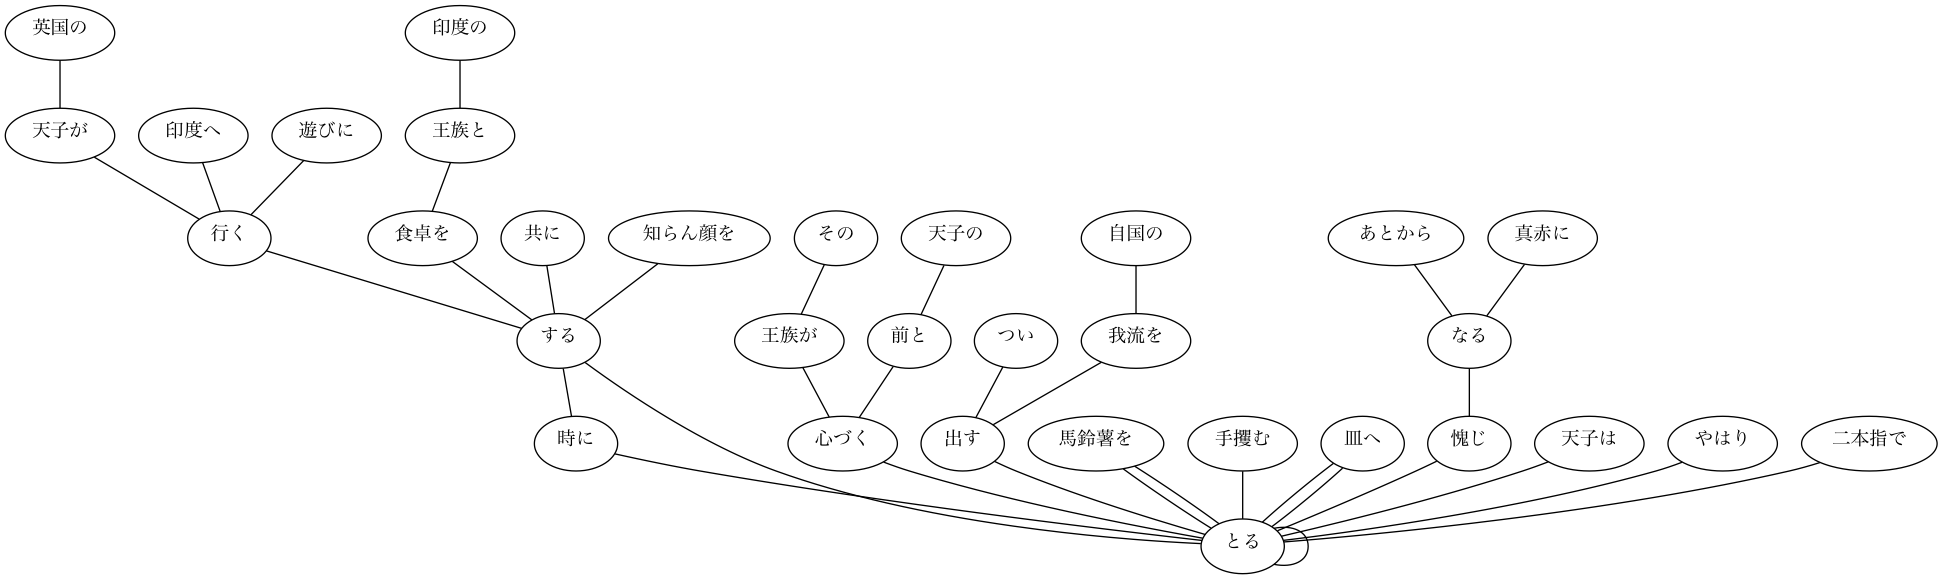 英国の
印度の
天子が
印度へ
遊びに
王族と
行く
食卓を
共に
知らん顔を
その
天子の
自国の
あとから
真赤に
する
王族が
前と
つい
我流を
なる
時に
心づく
出す
馬鈴薯を
手攫む
皿へ
愧じ
天子は
やはり
二本指で
とる